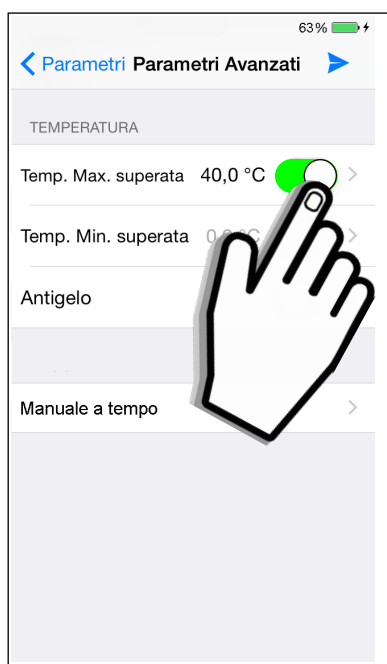 63%
Parametri Parametri Avanzati
TEMPERATURA
Temp. Max. superata 40,0 °C
Temp. Min. superata
Antigelo
Manuale a tempo